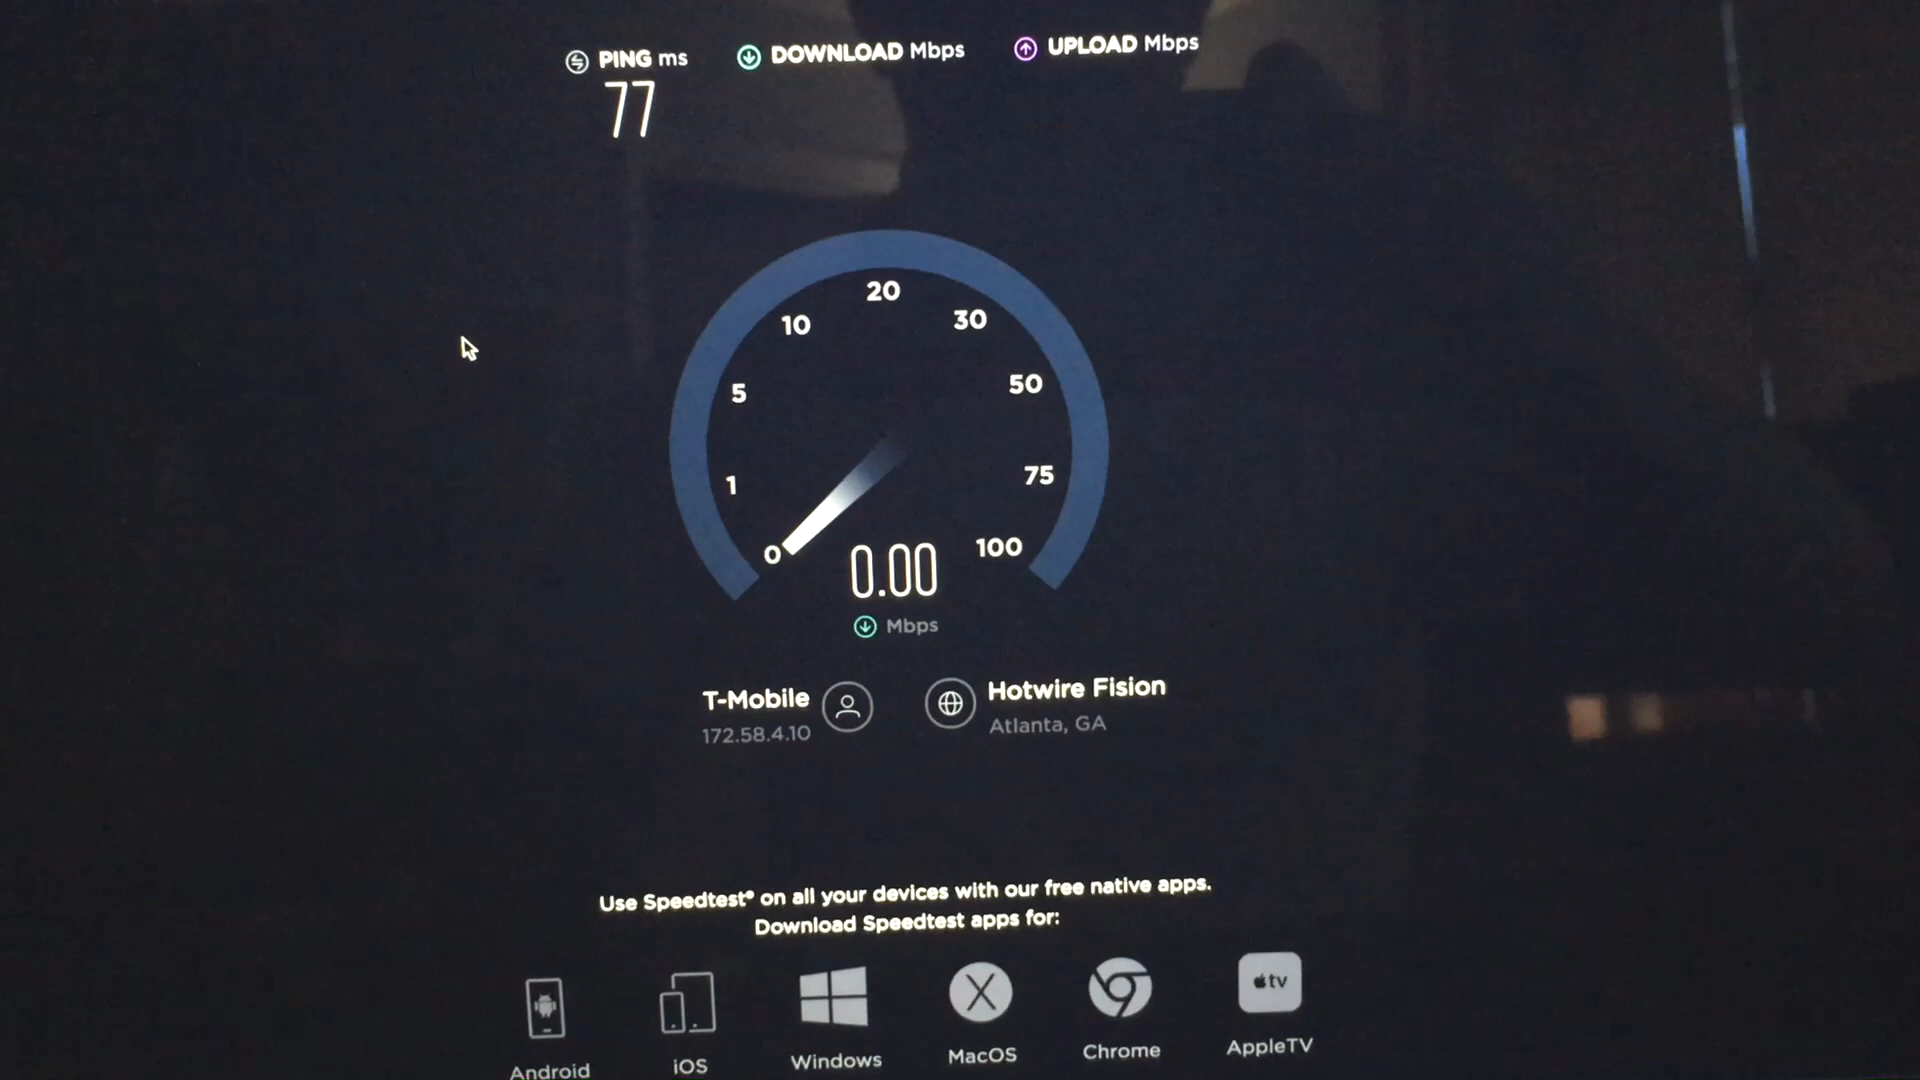 PING ms
77
DOWNLOAD Mbps
UPLOAD Mbps
0
1
5
10
20
30
50
75
100
0.00
Mbps
T-Mobile
172.58.4.10
Hotwire Fision
Atlanta, GA
Use Speedtest® on all your devices with our free native apps.
Download Speedtest apps for:
tv
Android
iOS
Windows
MacOS
Chrome
AppleTV